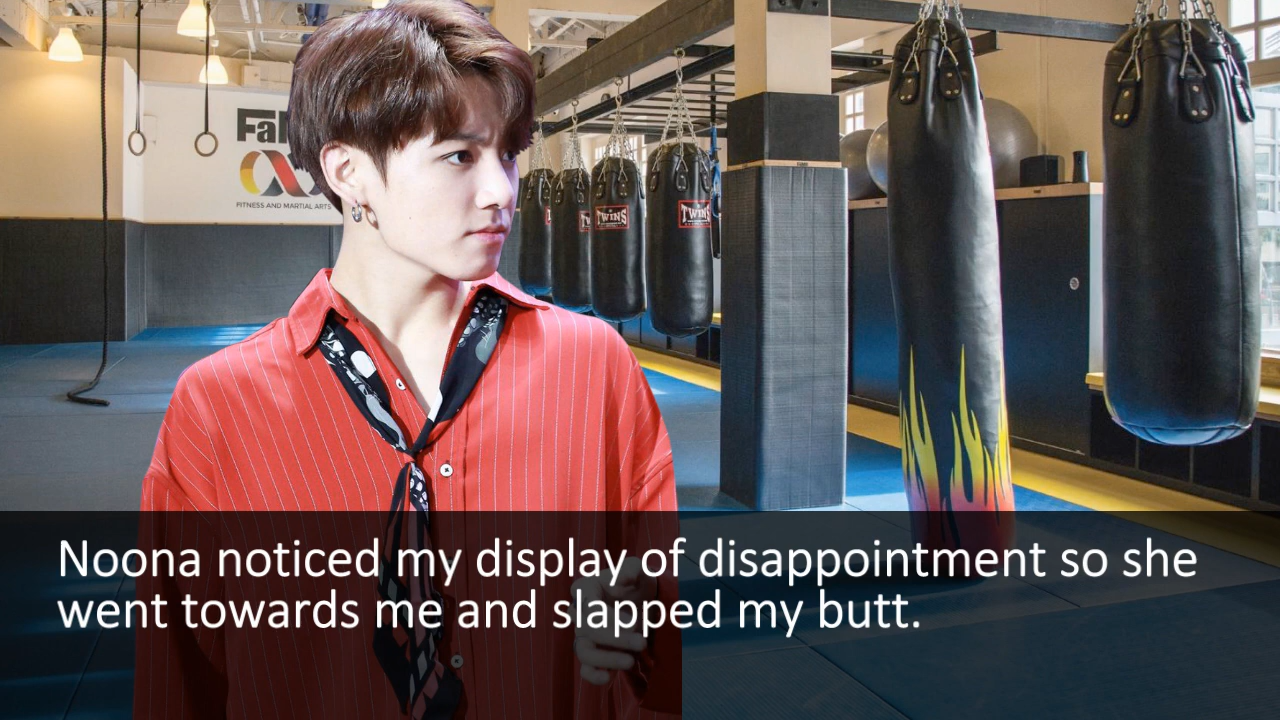 Fa
FITNESS AND MARTIAL ARTS
TWINS
TWINS
Noona noticed my display of disappointment so she
went towards me and slapped my butt.